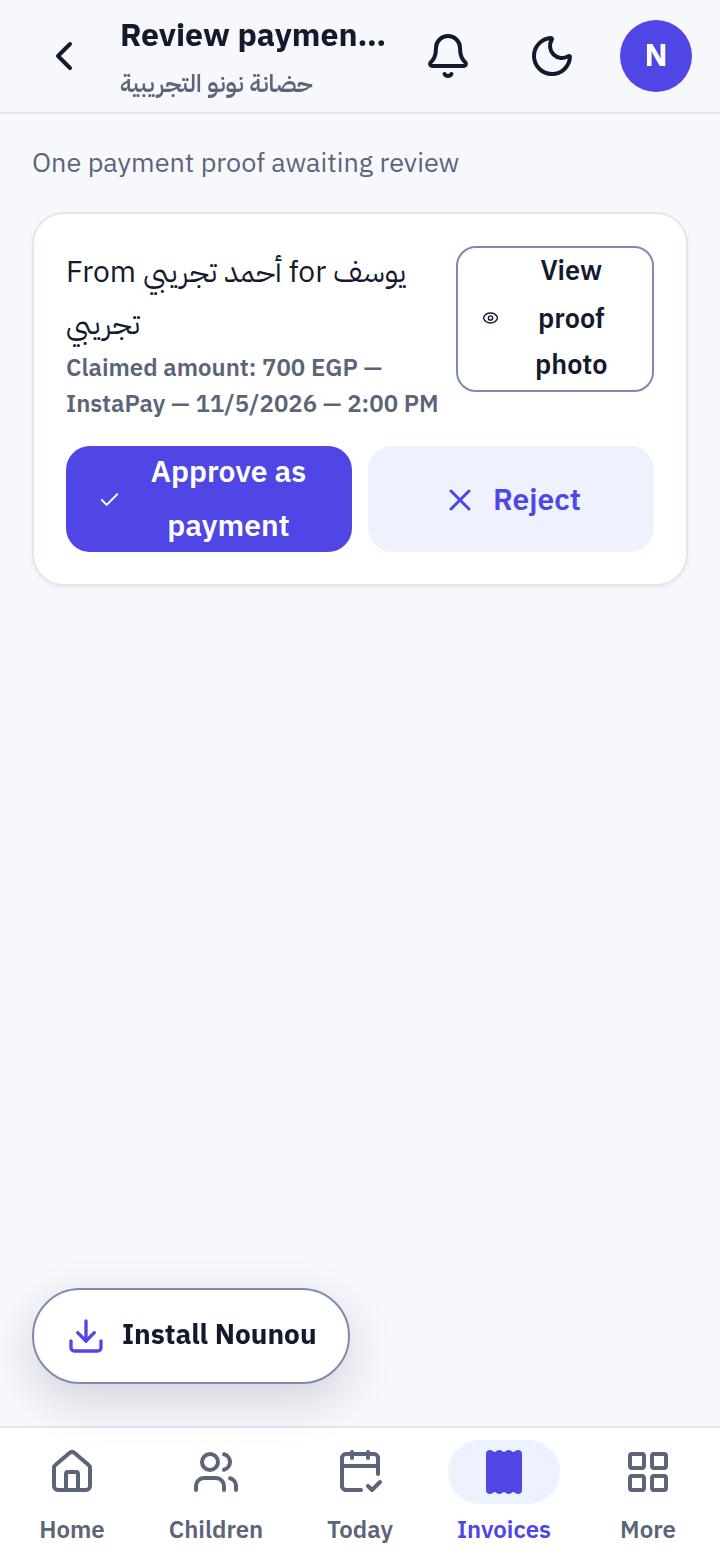 Review paymen...
حضانة نونو التجريبية
N
One payment proof awaiting review
From أحمد تجريبي for يوسف
تجريبي
Claimed amount: 700 EGP —
InstaPay — 11/5/2026 — 2:00 PM
View
proof
photo
Approve as
payment
Reject
Install Nounou
Home
Children
Today
Invoices
More